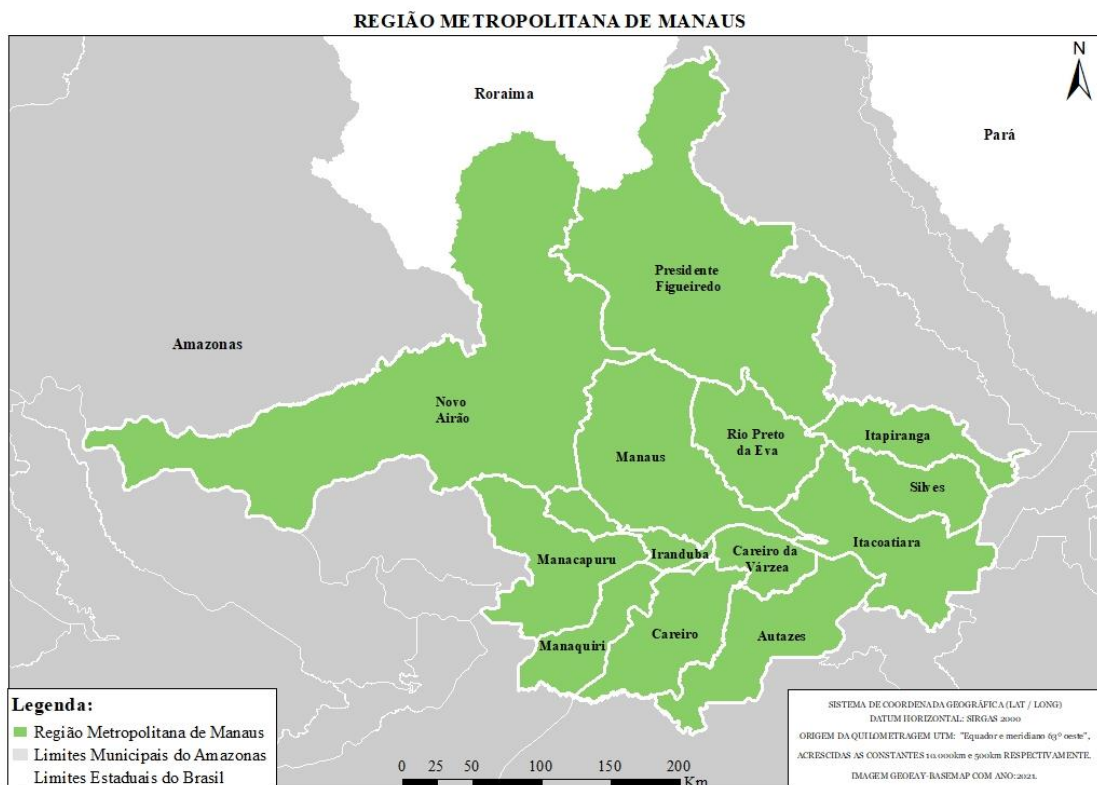 REGIÃO METROPOLITANA DE MANAUS
N
Roraima
Pará
Presidente
Figueiredo
Amazonas
Novo
Airão
Manaus
Rio Preto
da Eva
Itapiranga
Silves
Itacoatiara
Manacapuru
Iranduba
Careiro da
Várzea
Manaquiri
Careiro
Autazes
Legenda:
Região Metropolitana de Manaus
Limites Municipais do Amazonas
Limites Estaduais do Brasil
0 50 100 150 200
Km
SISTEMA DE COORDENADA GEOGRÁFICA (LAT / LONG)
DATUM HORIZONTAL: SIRGAS 2000
ORIGEM DA QUILOMETRAGEM UTM: "Equador e meridiano 63º oeste",
ACRESCIDAS AS CONSTANTES 10.000km e 500km RESPECTIVAMENTE.
IMAGEM GEOEAY-BASEMAP COM ANO:2021.